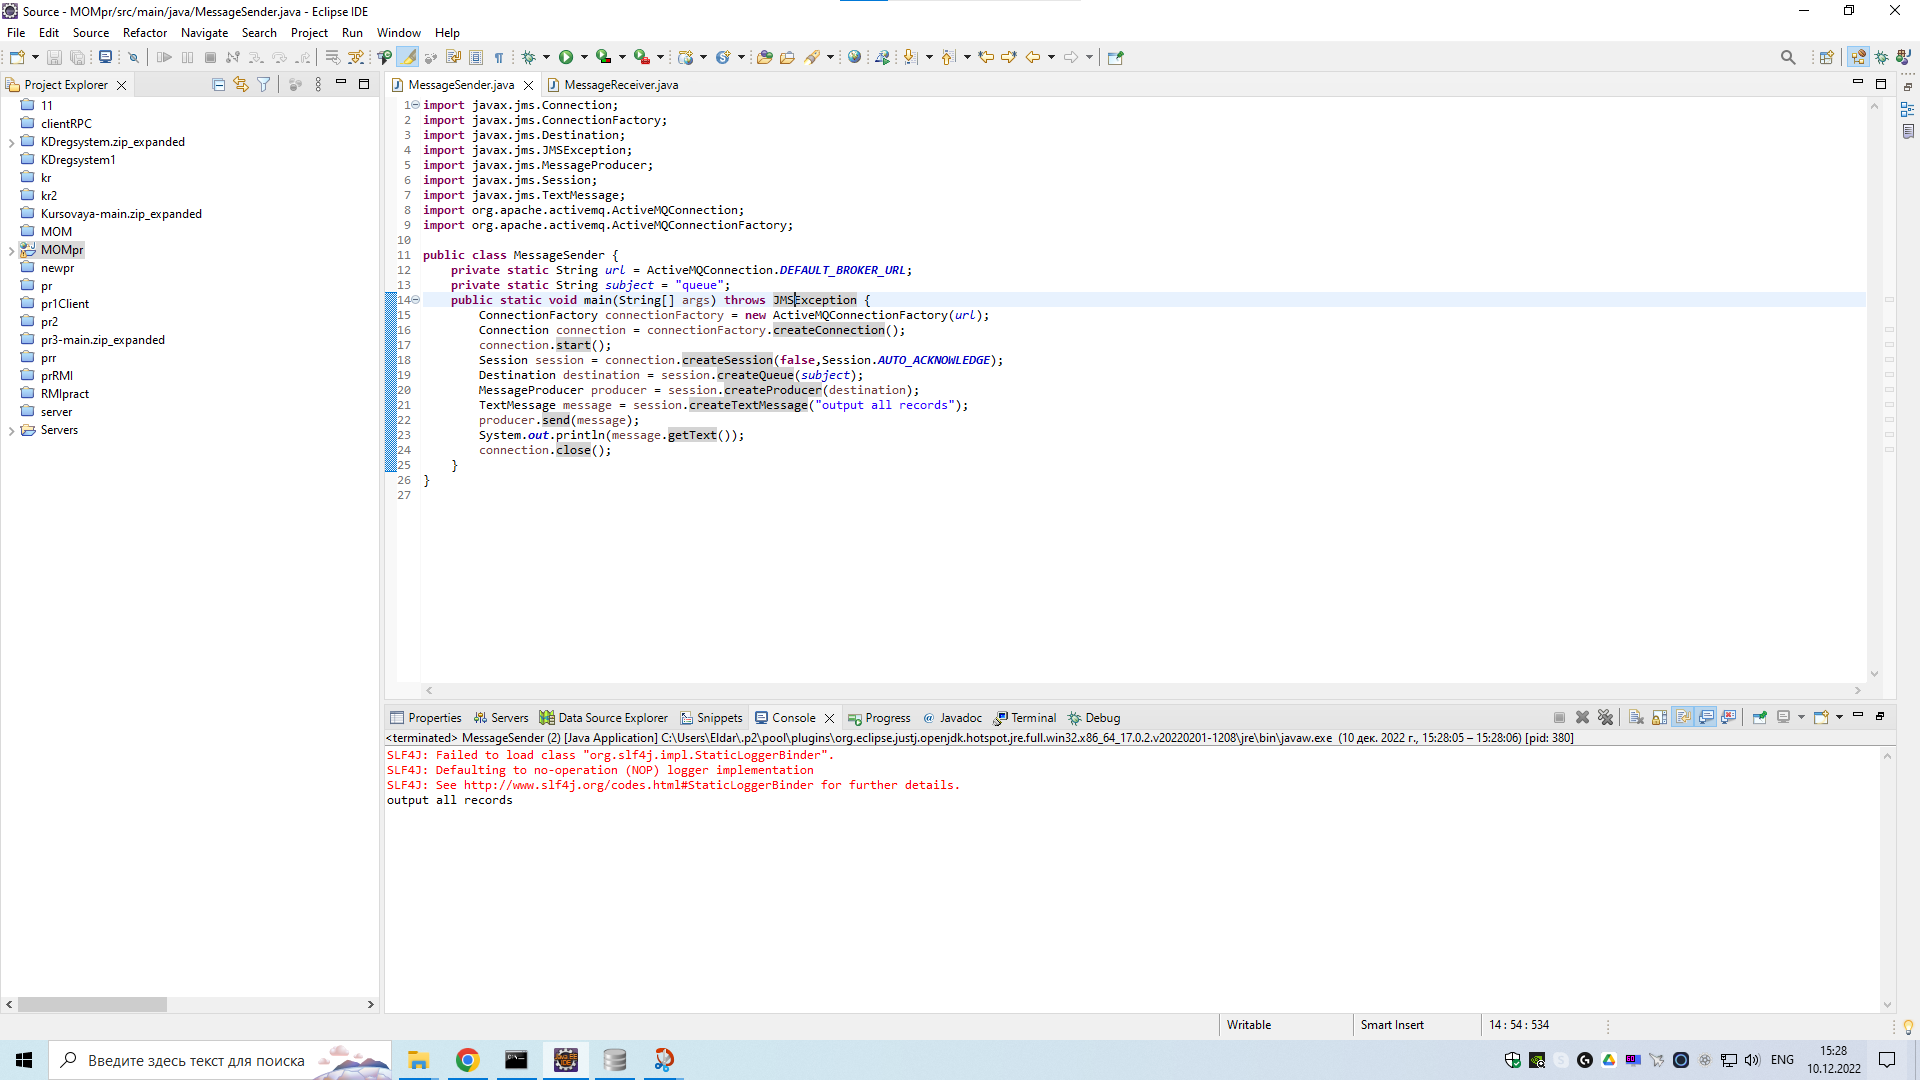 Source - MOMpr/src/main/java/MessageSender.java - Eclipse IDE
File Edit Source Refactor Navigate Search Project Run Window Help
Project Explorer
11
clientRPC
KDregsystem.zip_expanded
KDregsystem1
kr
kr2
Kursovaya-main.zip_expanded
MOM
MOMpr
newpr
pr
pr1Client
pr2
pr3-main.zip_expanded
prr
prRMI
RMIpract
server
Servers
MessageSender.java MessageReceiver.java
1 import javax.jms.Connection;
2 import javax.jms.ConnectionFactory;
3 import javax.jms.Destination;
4 import javax.jms.JMSException;
5 import javax.jms.MessageProducer;
6 import javax.jms.Session;
7 import javax.jms.TextMessage;
8 import org.apache.activemq.ActiveMQConnection;
9 import org.apache.activemq.ActiveMQConnectionFactory;
10
11 public class MessageSender {
12 private static String url = ActiveMQConnection.DEFAULT_BROKER_URL;
13 private static String subject = "queue";
14 public static void main(String[] args) throws JMSException {
15 ConnectionFactory connectionFactory = new ActiveMQConnectionFactory(url);
16 Connection connection = connectionFactory.createConnection();
17 connection.start();
18 Session session = connection.createSession(false,Session.AUTO_ACKNOWLEDGE);
19 Destination destination = session.createQueue(subject);
20 MessageProducer producer = session.createProducer(destination);
21 TextMessage message = session.createTextMessage("output all records");
22 producer.send(message);
23 System.out.println(message.getText());
24 connection.close();
25 }
26 }
27
Properties Servers Data Source Explorer Snippets Console Progress Javadoc Terminal Debug
<terminated> MessageSender (2) [Java Application] C:\Users\Eldar\.p2\pool\plugins\org.eclipse.justj.openjdk.hotspot.jre.full.win32.x86_64_17.0.2.v20220201-1208\jre\bin\javaw.exe (10 дек. 2022 г., 15:28:05 – 15:28:06) [pid: 380]
SLF4J: Failed to load class "org.slf4j.impl.StaticLoggerBinder".
SLF4J: Defaulting to no-operation (NOP) logger implementation
SLF4J: See http://www.slf4j.org/codes.html#StaticLoggerBinder for further details.
output all records
Writable Smart Insert 14 : 54 : 534
Введите здесь текст для поиска
ENG
15:28
10.12.2022